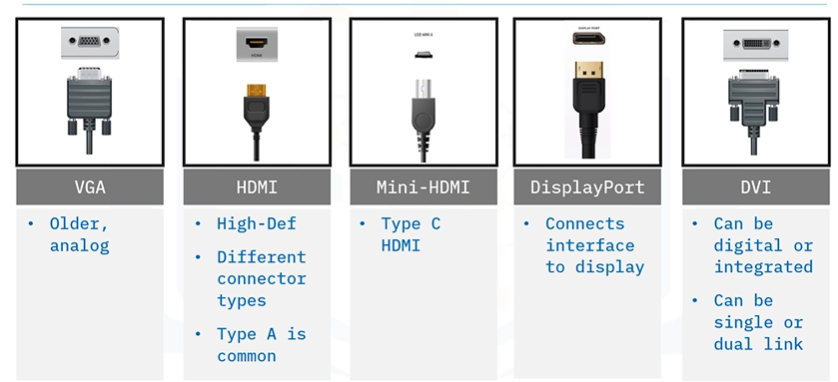 HDMI
USB MINI A
DISPLAY PORT
VGA
HDMI
Mini-HDMI
DisplayPort
DVI
• Older,
analog
• High-Def
• Different
connector
types
• Type A is
common
• Type C
HDMI
• Connects
interface
to display
• Can be
digital or
integrated
• Can be
single or
dual link